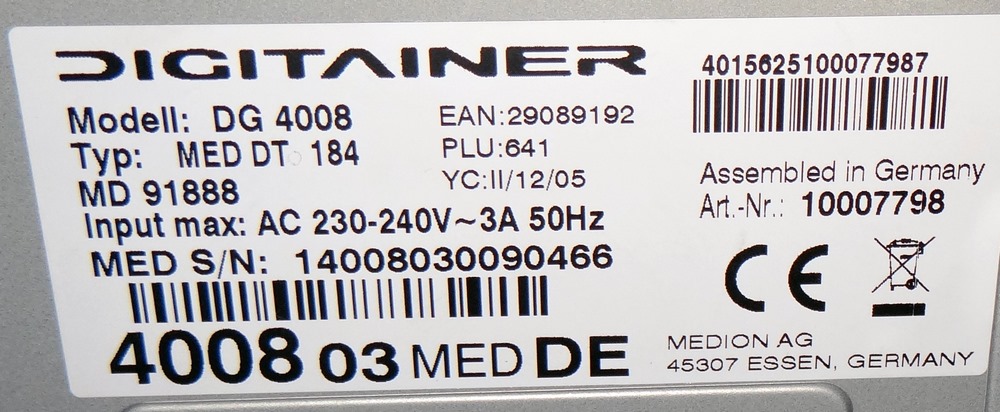 DIGITAINER
Modell: DG 4008
Typ: MED DT 184
MD 91888
Input max: AC 230-240V~3A 50Hz
MED S/N: 14008030090466
4008 03 MED DE
EAN:29089192
PLU:641
YC:II/12/05
4015625100077987
Assembled in Germany
Art.-Nr.: 10007798
CE
MEDION AG
45307 ESSEN, GERMANY